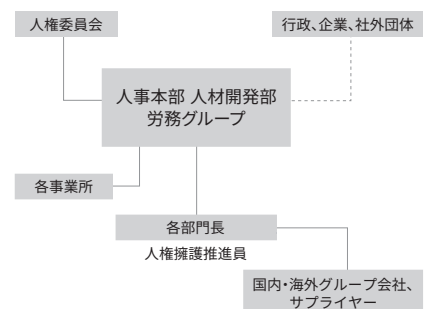 人権委員会
行政、企業、社外団体
人事本部 人材開発部
労務グループ
各事業所
各部門長
人権擁護推進員
国内・海外グループ会社、
サプライヤー